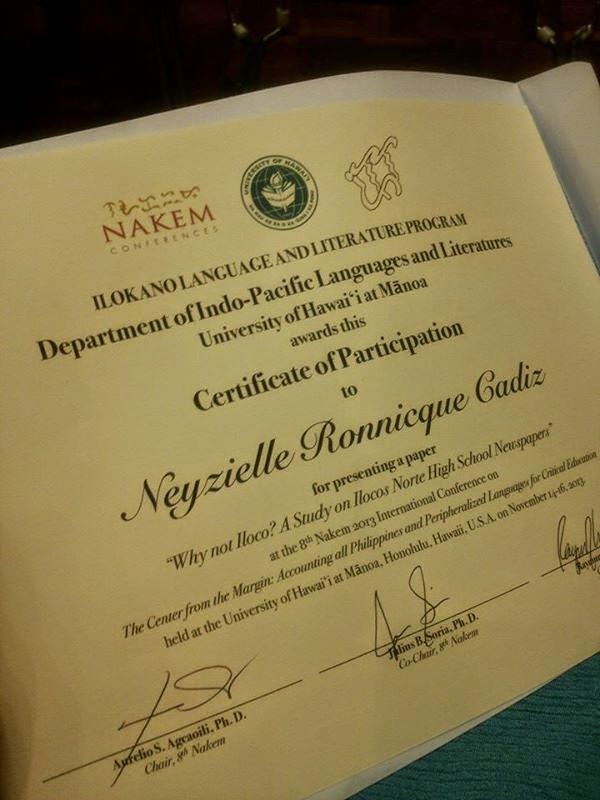 NAKEM
CONFERENCES
UNIVERSITY OF HAWAI'I
ILOKANO LANGUAGE AND LITERATURE PROGRAM
Department of Indo-Pacific Languages and Literatures
University of Hawaiʻi at Mānoa
awards this
Certificate of Participation
to
Neyzielle Ronnicque Cadiz
for presenting a paper
"Why not Iloco? A Study on Ilocos Norte High School Newspapers"
at the 8th Nakem 2013 International Conference on
The Center from the Margin: Accounting all Philippines and Peripheralized Languages for Critical Education
held at the University of Hawaiʻi at Mānoa, Honolulu, Hawaii, U.S.A. on November 14-16, 2013.
Aurelio S. Agcaoili, Ph. D.
Chair, 8th Nakem
Julius B. Soria, Ph. D.
Co-Chair, 8th Nakem